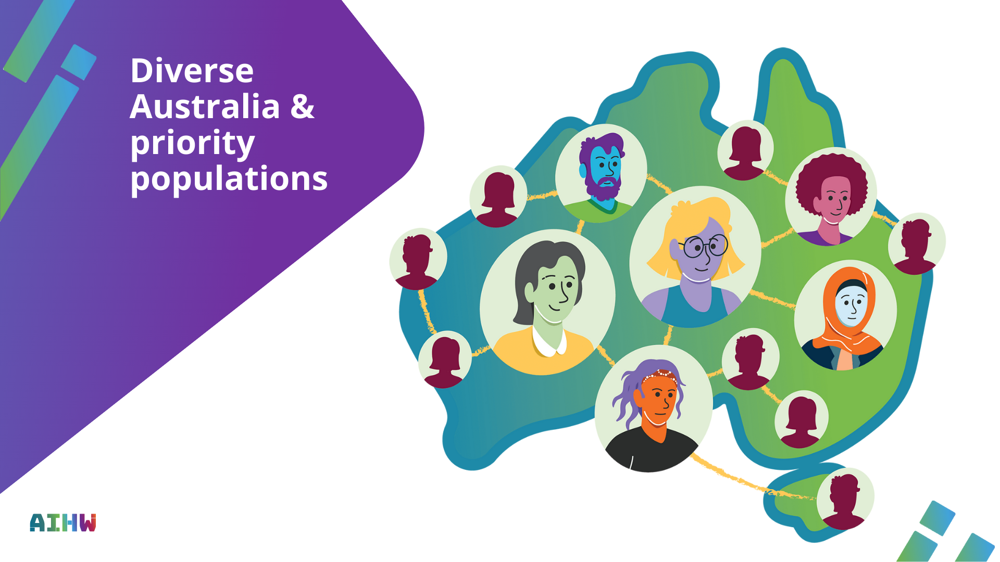 Diverse
Australia &
priority
populations
AIHW